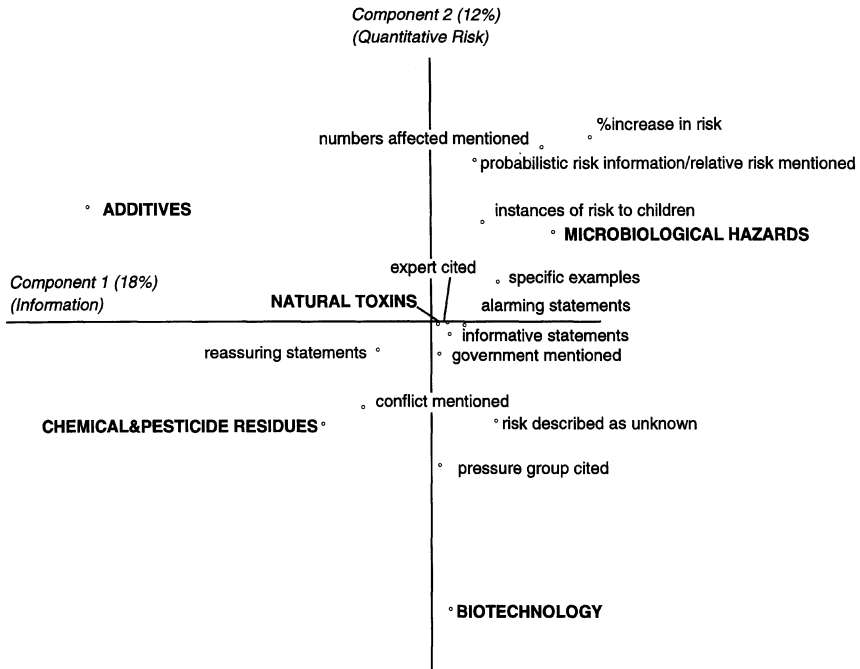 Component 2 (12%)
(Quantitative Risk)
%increase in risk
numbers affected mentioned
probabilistic risk information/relative risk mentioned
ADDITIVES
instances of risk to children
MICROBIOLOGICAL HAZARDS
expert cited
Component 1 (18%)
(Information)
specific examples
NATURAL TOXINS
alarming statements
informative statements
reassuring statements
government mentioned
conflict mentioned
CHEMICAL&PESTICIDE RESIDUES
risk described as unknown
pressure group cited
BIOTECHNOLOGY